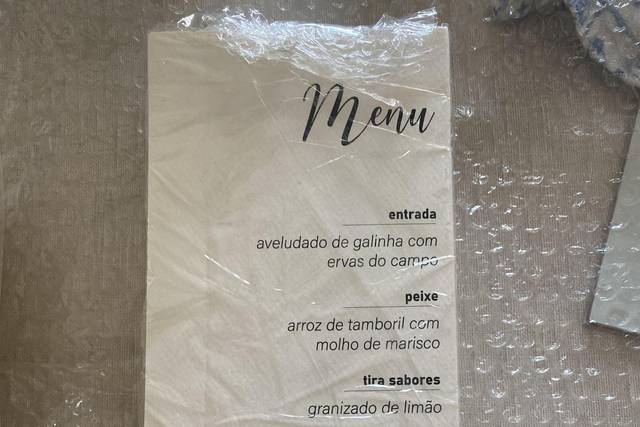 Menu
entrada
aveludado de galinha com
ervas do campo
peixe
arroz de tamboril com
molho de marisco
tira sabores
granizado de limão